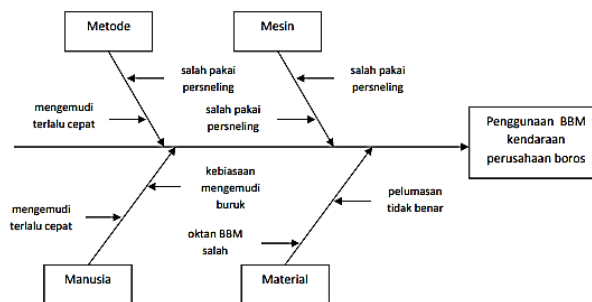 Metode
Mesin
salah pakai
persneling
salah pakai
persneling
mengemudi
terlalu cepat
salah pakai
persneling
Penggunaan BBM
kendaraan
perusahaan boros
kebiasaan
mengemudi
buruk
pelumasan
tidak benar
mengemudi
terlalu cepat
oktan BBM
salah
Manusia
Material